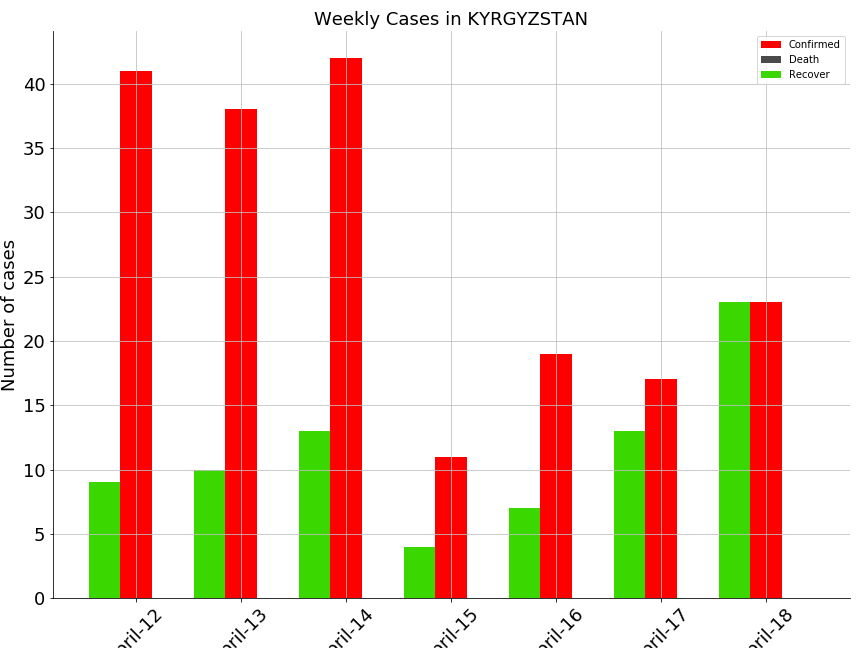 Weekly Cases in KYRGYZSTAN
Confirmed
Death
Recover
Number of cases
40
35
30
25
20
15
10
5
0
pril-12
pril-13
pril-14
pril-15
pril-16
pril-17
pril-18